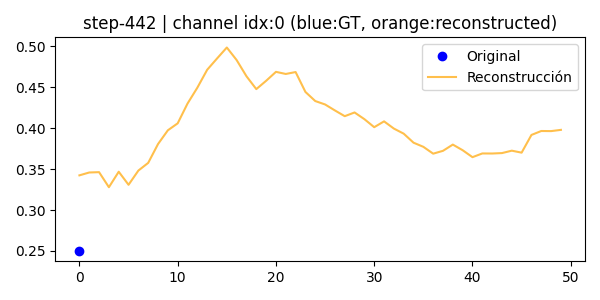 step-442 | channel idx:0 (blue:GT, orange:reconstructed)
0.50
0.45
0.40
0.35
0.30
0.25
0 10 20 30 40 50
Original
Reconstrucción